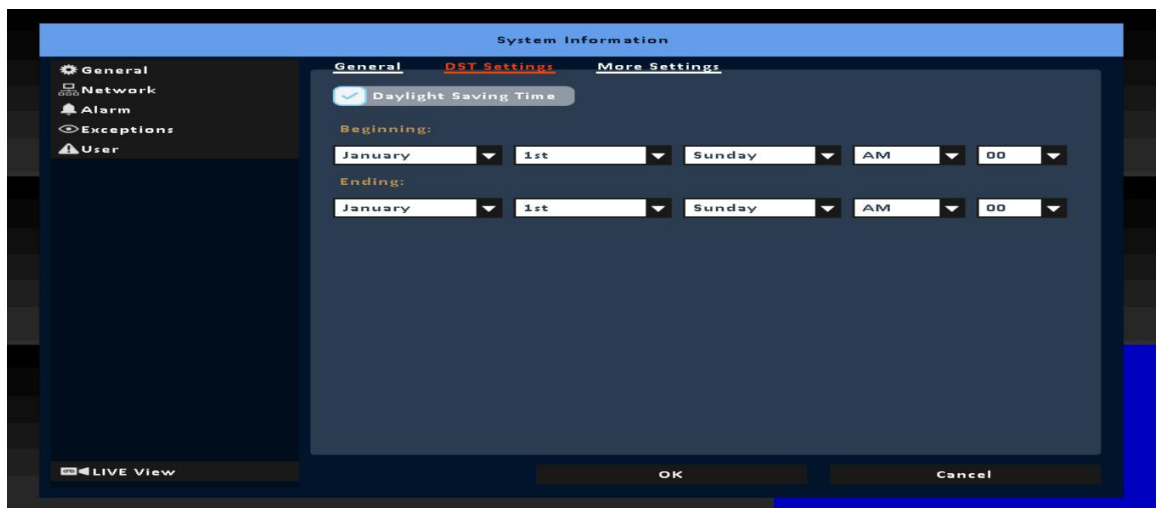 System Information
General
Network
Alarm
Exceptions
User
General DST Settings More Settings
Daylight Saving Time
Beginning:
January 1st Sunday AM 00
Ending:
January 1st Sunday AM 00
LIVE View
OK Cancel